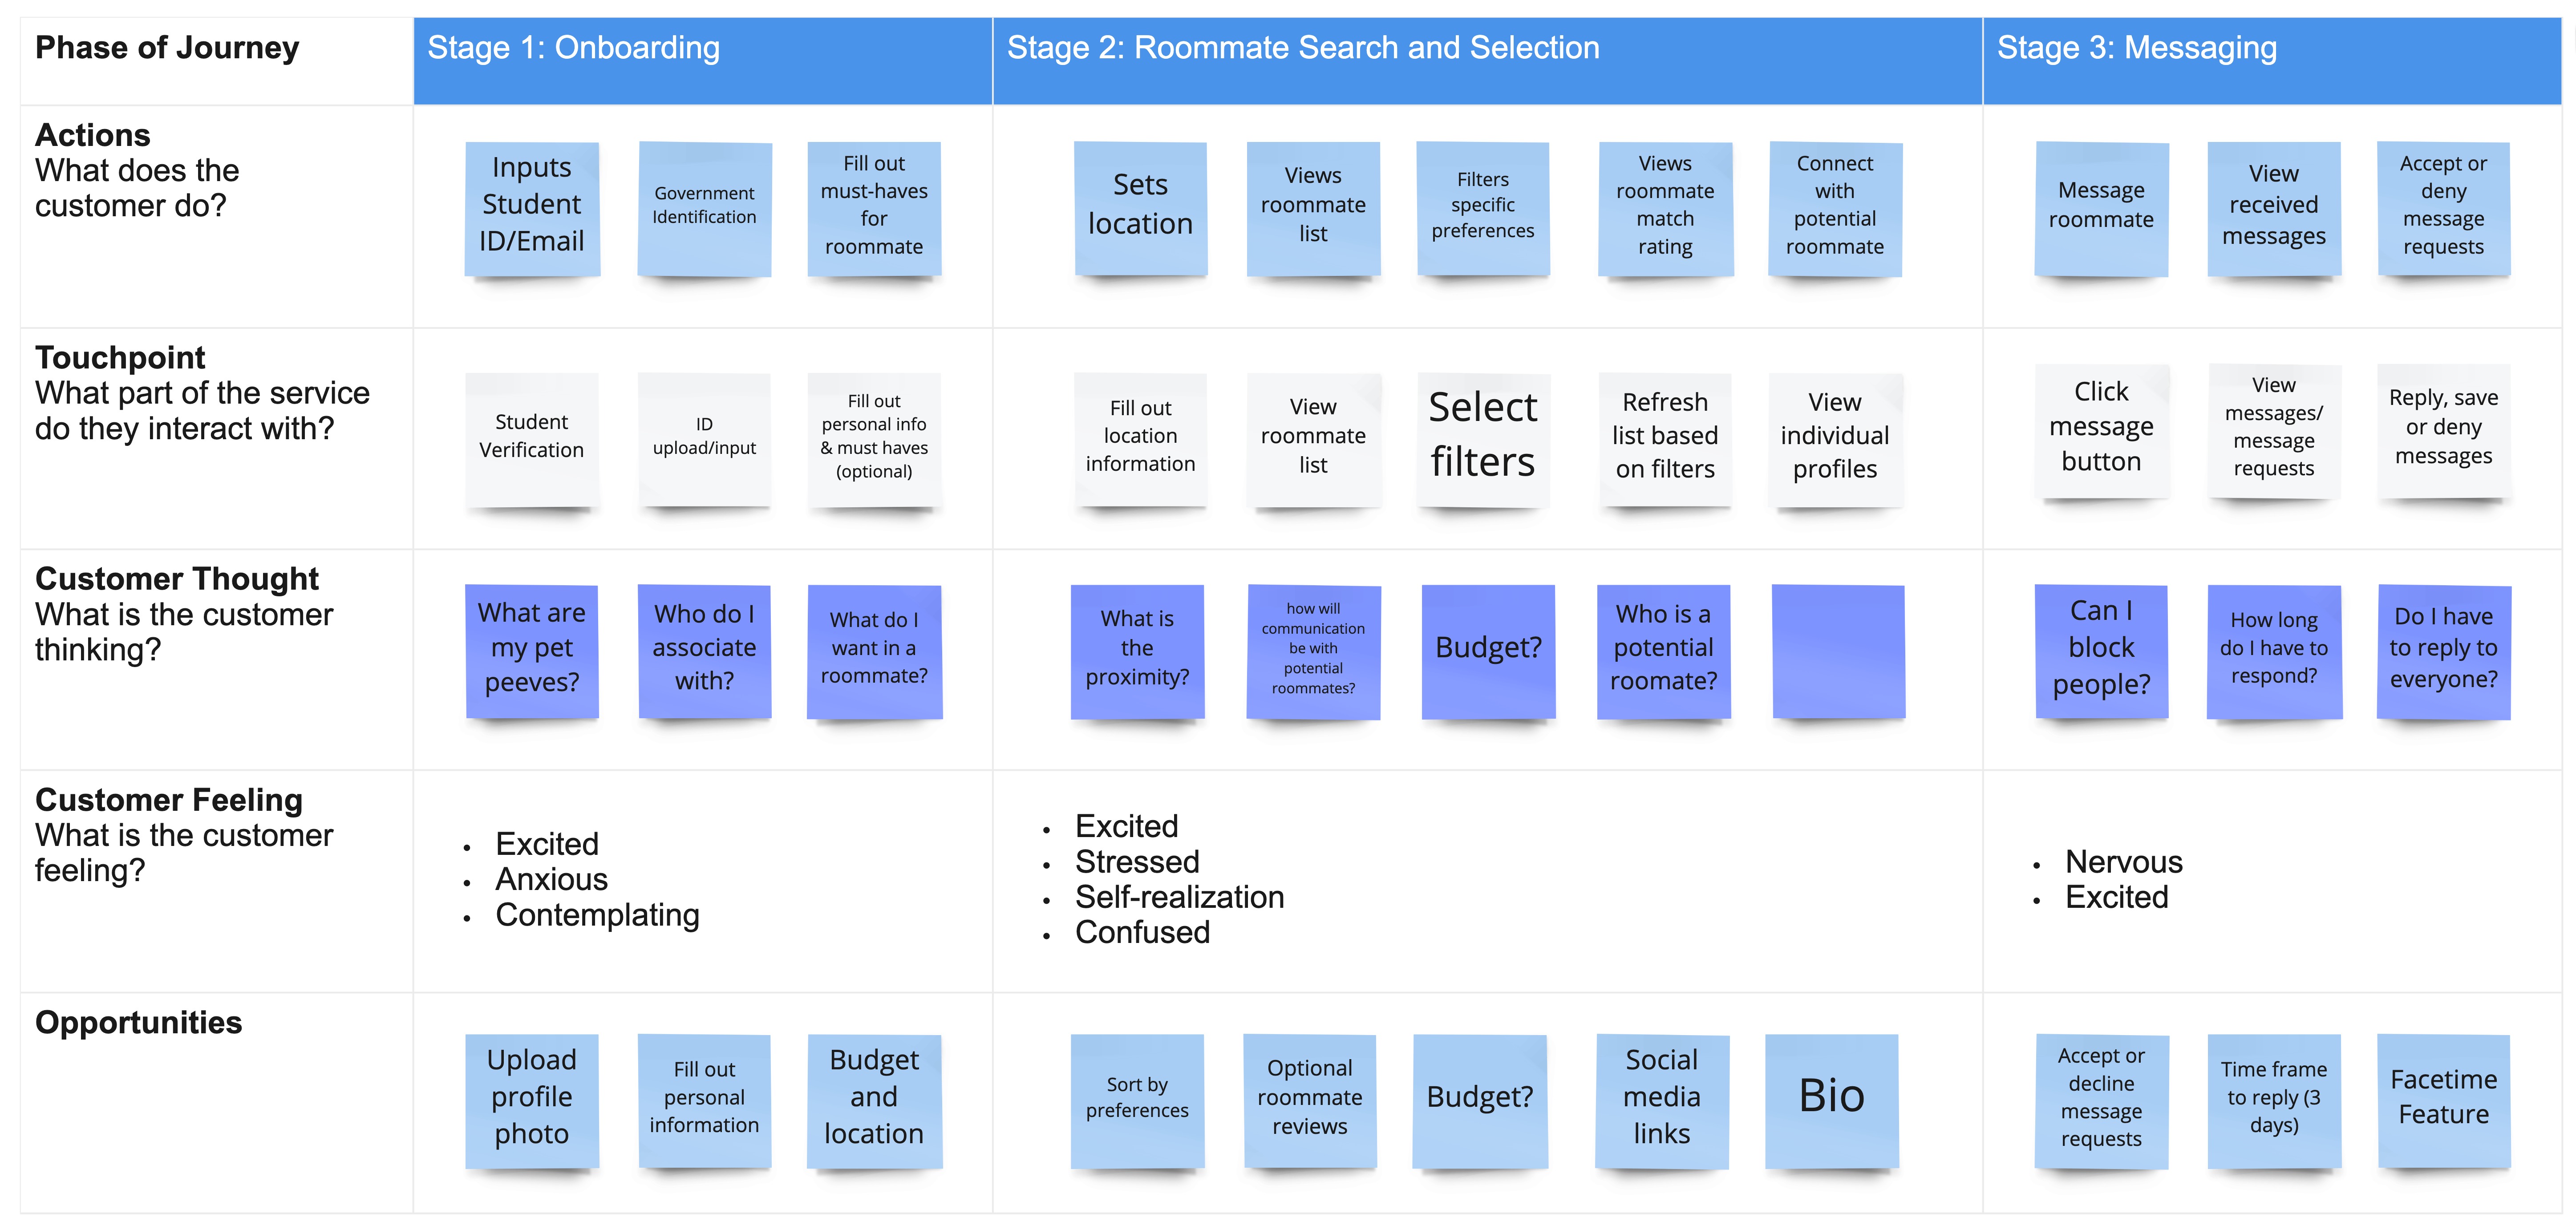 Phase of Journey
Stage 1: Onboarding
Stage 2: Roommate Search and Selection
Stage 3: Messaging
Actions
What does the
customer do?
Inputs
Student
ID/Email
Government
Identification
Fill out
must-haves
for
roommate
Sets
location
Views
roommate
list
Filters
specific
preferences
Views
roommate
match
rating
Connect
with
potential
roommate
Message
roommate
View
received
messages
Accept or
deny
message
requests
Touchpoint
What part of the service
do they interact with?
Student
Verification
ID
upload/input
Fill out
personal info
& must haves
(optional)
Fill out
location
information
View
roommate
list
Select
filters
Refresh
list based
on filters
View
individual
profiles
Click
message
button
View
messages/
message
requests
Reply, save
or deny
messages
Customer Thought
What is the customer
thinking?
What are
my pet
peeves?
Who do I
associate
with?
What do I
want in a
roommate?
What is
the
proximity?
how will
communication
be with
potential
roommates?
Budget?
Who is a
potential
roomate?
Can I
block
people?
How long
do I have to
respond?
Do I have
to reply to
everyone?
Customer Feeling
What is the customer
feeling?
• Excited
• Anxious
• Contemplating
• Excited
• Stressed
• Self-realization
• Confused
• Nervous
• Excited
Opportunities
Upload
profile
photo
Fill out
personal
information
Budget
and
location
Sort by
preferences
Optional
roommate
reviews
Budget?
Social
media
links
Bio
Accept or
decline
message
requests
Time frame
to reply (3
days)
Facetime
Feature